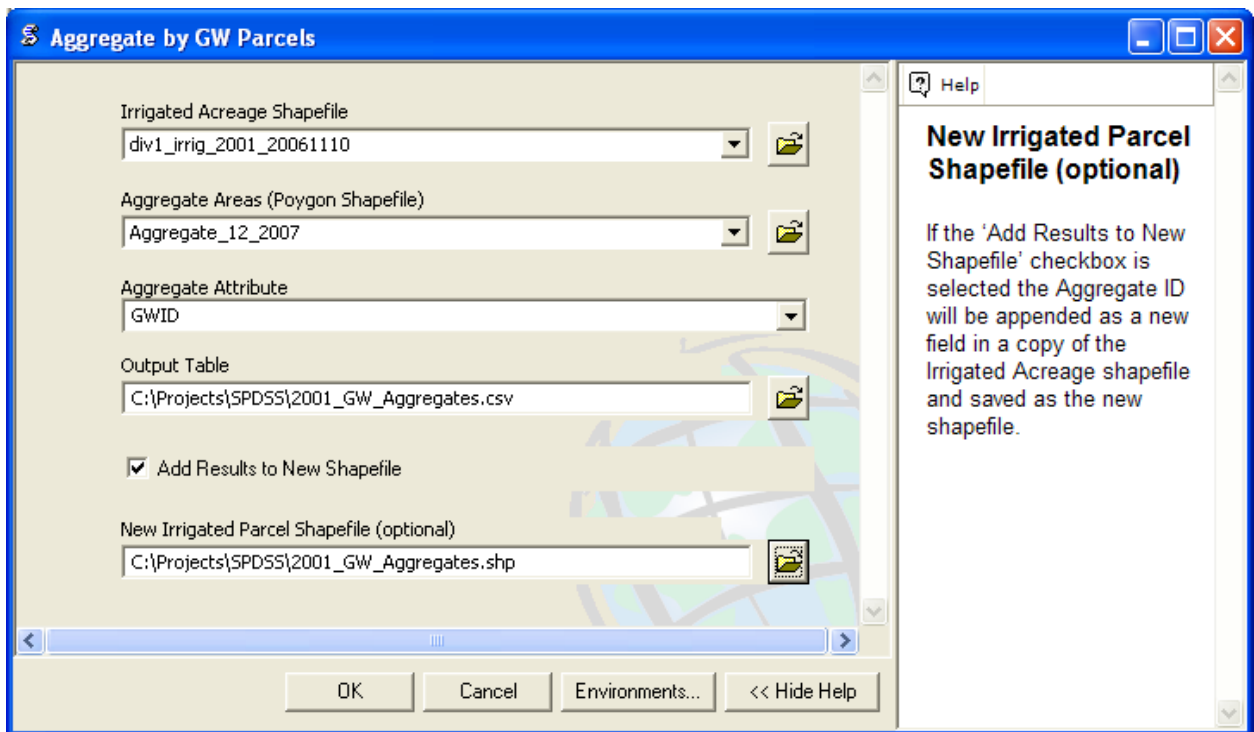 Aggregate by GW Parcels
Irrigated Acreage Shapefile
div1_irrig_2001_20061110
Aggregate Areas (Poygon Shapefile)
Aggregate_12_2007
Aggregate Attribute
GWID
Output Table
C:\Projects\SPDSS\2001_GW_Aggregates.csv
Add Results to New Shapefile
New Irrigated Parcel Shapefile (optional)
C:\Projects\SPDSS\2001_GW_Aggregates.shp
OK
Cancel
Environments...
<< Hide Help
Help
New Irrigated Parcel
Shapefile (optional)
If the 'Add Results to New
Shapefile' checkbox is
selected the Aggregate ID
will be appended as a new
field in a copy of the
Irrigated Acreage shapefile
and saved as the new
shapefile.